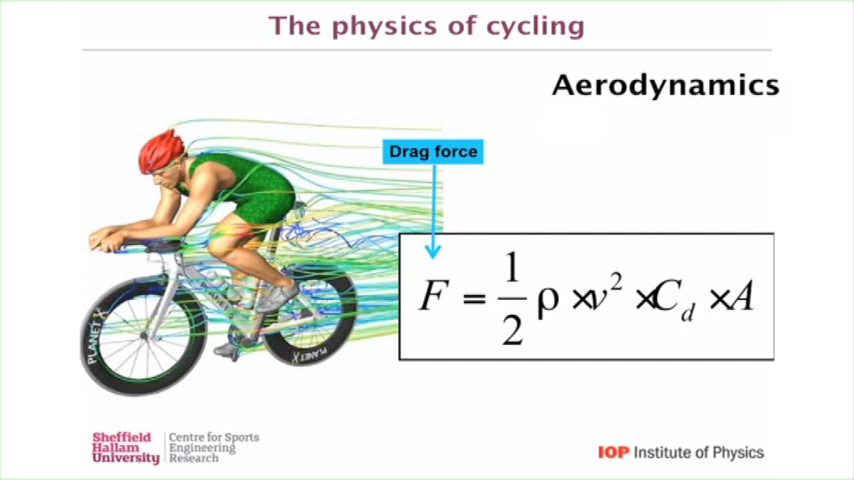 The physics of cycling
Aerodynamics
Drag force
F = 1/2 ρ × v² × C_d × A
PLANET X
PLANET X
Sheffield
Hallam
University
Centre for Sports
Engineering
Research
IOP Institute of Physics